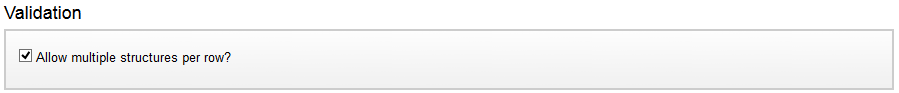 Validation
Allow multiple structures per row?